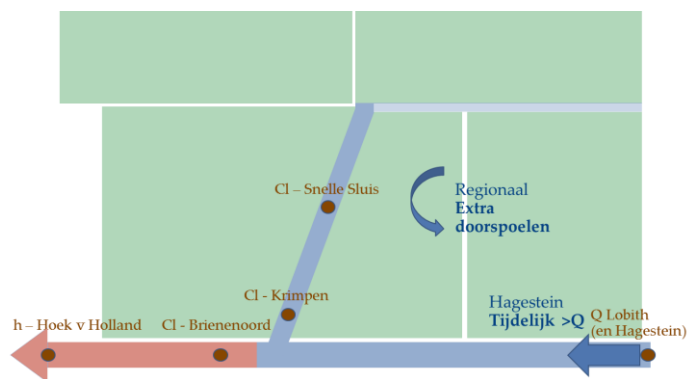 Cl – Snelle Sluis
Regionaal
Extra
doorspoelen
Cl - Krimpen
Hagestein
Tijdelijk >Q
Q Lobith
(en Hagestein)
h – Hoek v Holland
Cl - Brienenoord